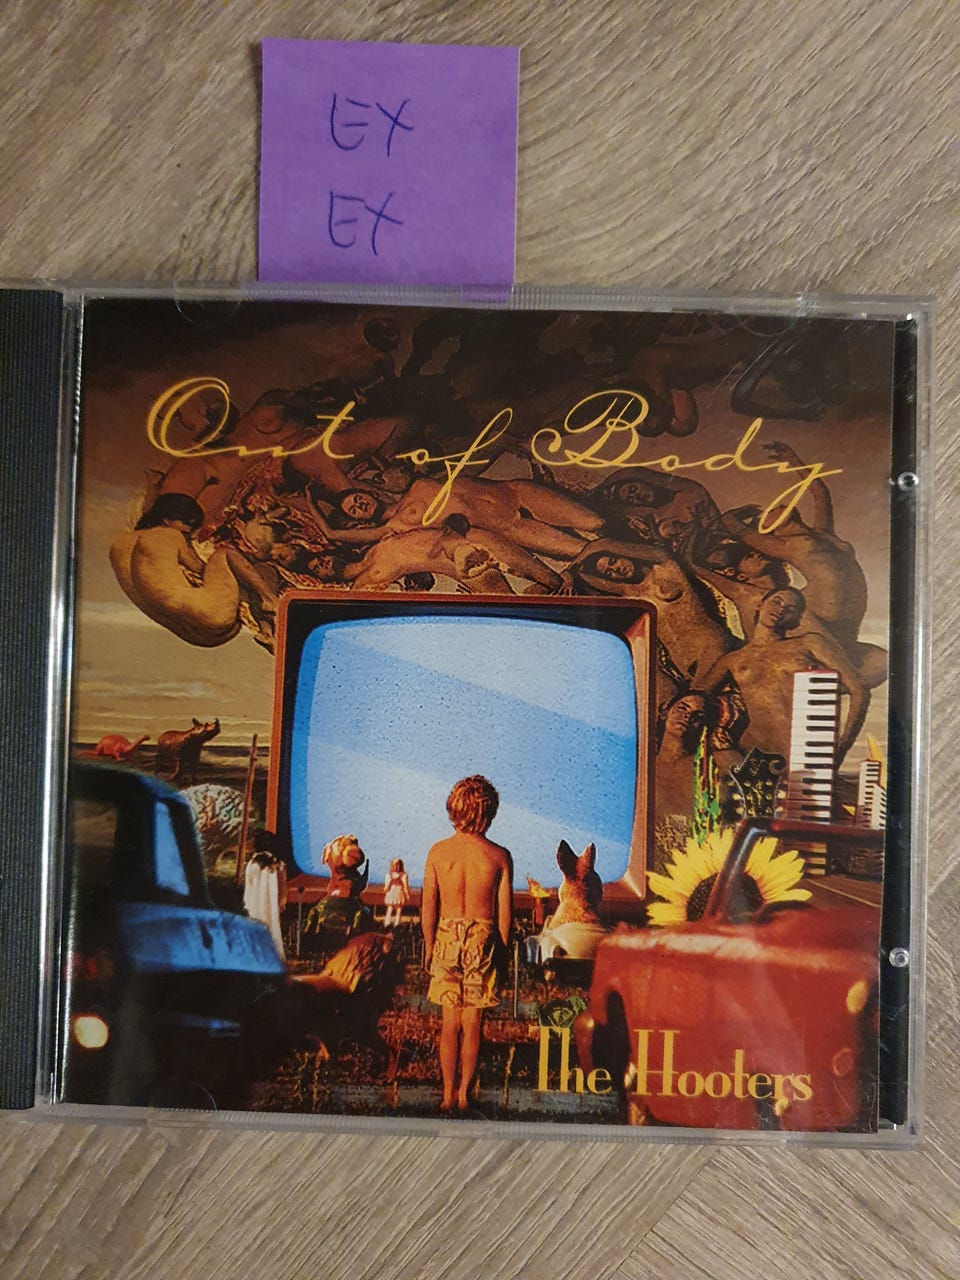 EX
EX
Out of Body
The Hooters